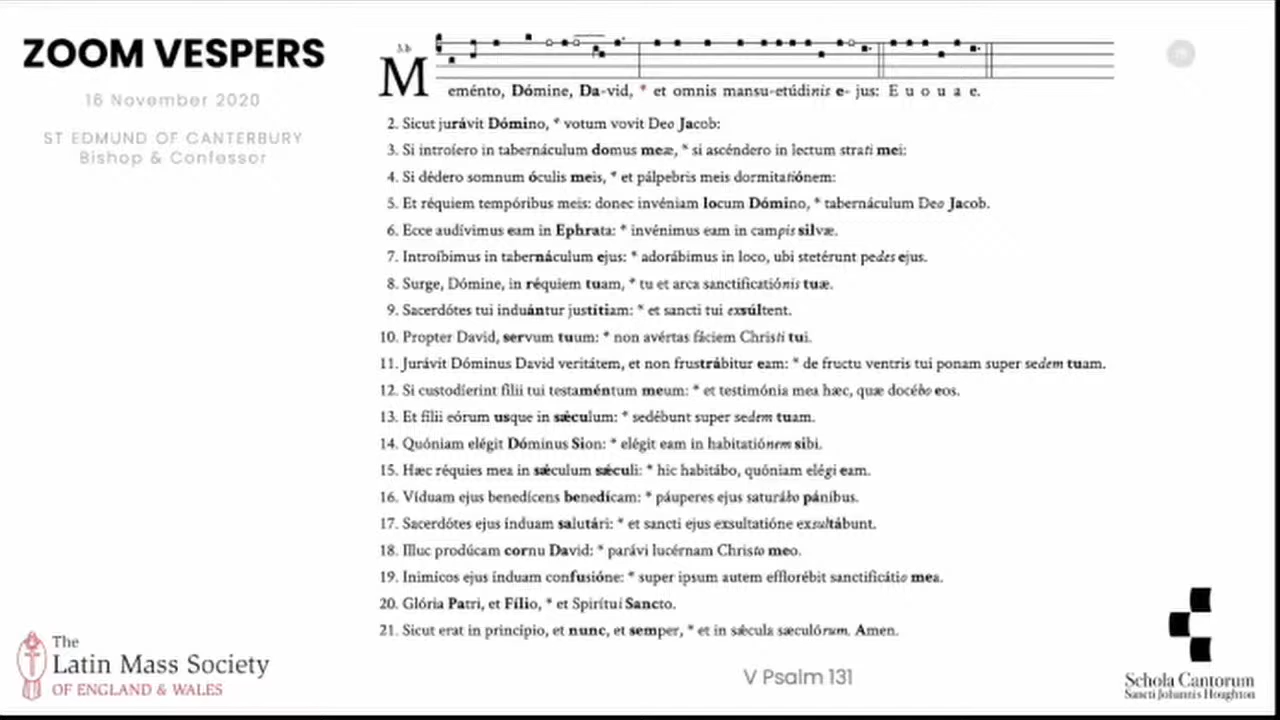 ZOOM VESPERS
16 November 2020
ST EDMUND OF CANTERBURY
Bishop & Confessor
3.b
Meménto, Dómine, Da-vid, * et omnis mansu-etúdinis e- jus: E u o u a e.
2. Sicut jurávit Dómino, * votum vovit Deo Jacob:
3. Si introíero in tabernáculum domus meæ, * si ascéndero in lectum strati mei:
4. Si dédero somnum óculis meis, * et pálpebris meis dormitatiónem:
5. Et réquiem tempóribus meis: donec invéniam locum Dómino, * tabernáculum Deo Jacob.
6. Ecce audívimus eam in Ephrata: * invénimus eam in campis silvæ.
7. Introíbimus in tabernáculum ejus: * adorábimus in loco, ubi stetérunt pedes ejus.
8. Surge, Dómine, in réquiem tuam, * tu et arca sanctificatiónis tuæ.
9. Sacerdótes tui induántur justítiam: * et sancti tui exsúltent.
10. Propter David, servum tuum: * non avértas fáciem Christi tui.
11. Jurávit Dóminus David veritátem, et non frustrábitur eam: * de fructu ventris tui ponam super sedem tuam.
12. Si custodíerint fílii tui testaméntum meum: * et testimónia mea hæc, quæ docébo eos.
13. Et fílii eórum usque in sǽculum: * sedébunt super sedem tuam.
14. Quóniam elégit Dóminus Sion: * elégit eam in habitatiónem sibi.
15. Hæc réquies mea in sǽculum sǽculi: * hic habitábo, quóniam elégi eam.
16. Víduam ejus benedícens benedícam: * páuperes ejus saturábo pánibus.
17. Sacerdótes ejus índuam salutári: * et sancti ejus exsultatióne exsultábunt.
18. Illuc prodúcam cornu David: * parávi lucérnam Christo meo.
19. Inimícos ejus índuam confusióne: * super ipsum autem efflorébit sanctificátio mea.
20. Glória Patri, et Fílio, * et Spirítui Sancto.
21. Sicut erat in princípio, et nunc, et semper, * et in sǽcula sæculórum. Amen.
The
Latin Mass Society
OF ENGLAND & WALES
V Psalm 131
Schola Cantorum
Sancti Johannis Houghton